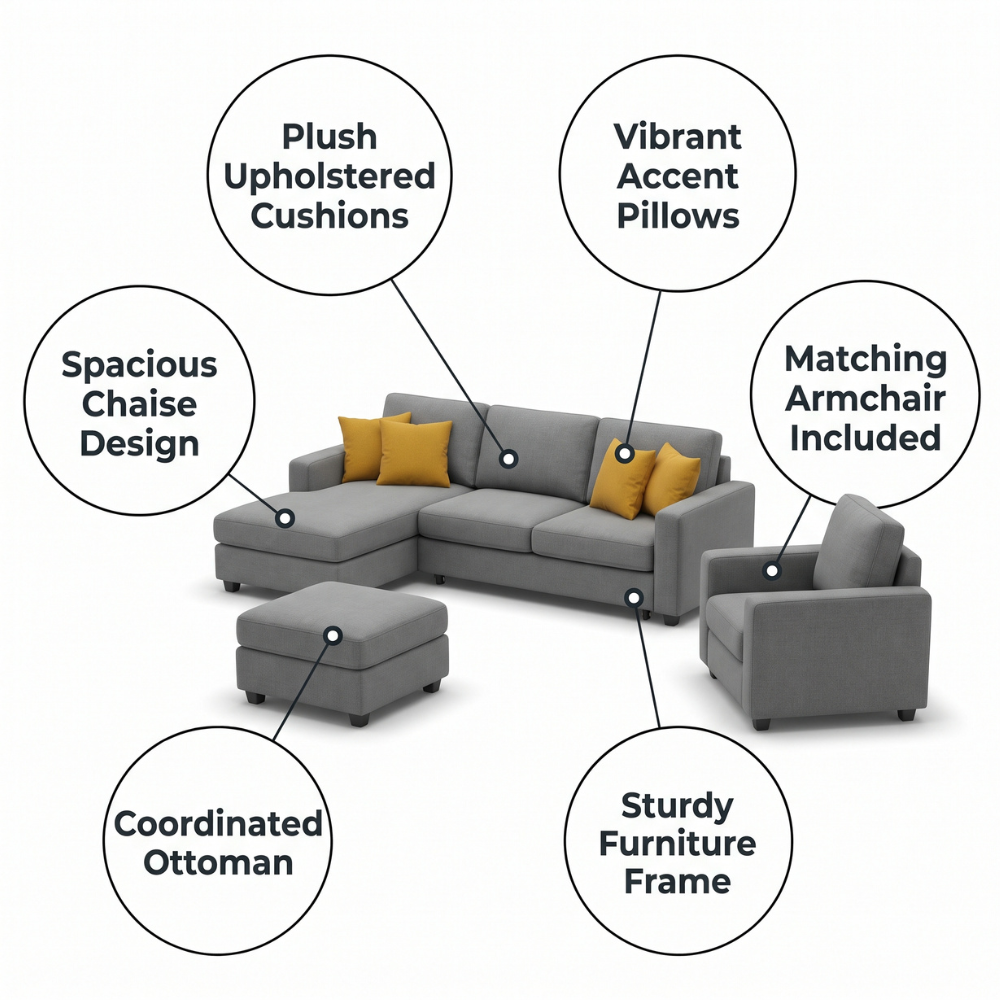 Plush
Upholstered
Cushions
Vibrant
Accent
Pillows
Spacious
Chaise
Design
Matching
Armchair
Included
Coordinated
Ottoman
Sturdy
Furniture
Frame